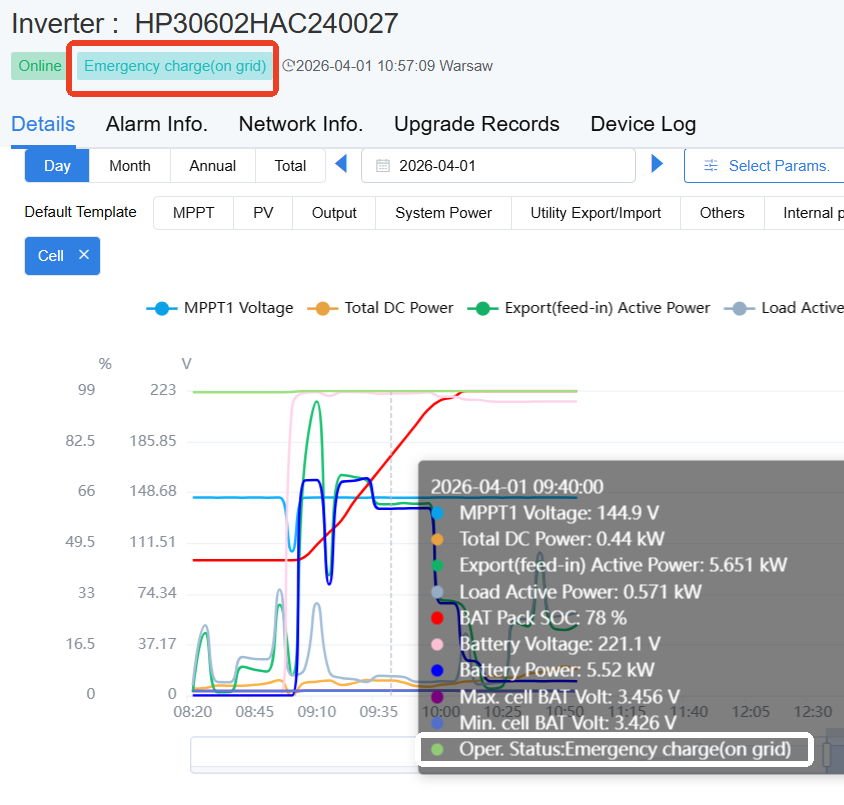 Inverter :  HP30602HAC240027
Online Emergency charge(on grid) 2026-04-01 10:57:09 Warsaw
Details Alarm Info. Network Info. Upgrade Records Device Log
Day Month Annual Total 2026-04-01 Select Params.
Default Template MPPT PV Output System Power Utility Export/Import Others Internal p
Cell ✕
MPPT1 Voltage Total DC Power Export(feed-in) Active Power Load Active
% V
99 223
82.5 185.85
66 148.68
49.5 111.51
33 74.34
16.5 37.17
0 0
08:20 08:45 09:10 09:35 10:00 10:25 10:50 11:15 11:40 12:05 12:30
2026-04-01 09:40:00
MPPT1 Voltage: 144.9 V
Total DC Power: 0.44 kW
Export(feed-in) Active Power: 5.651 kW
Load Active Power: 0.571 kW
BAT Pack SOC: 78 %
Battery Voltage: 221.1 V
Battery Power: 5.52 kW
Max. cell BAT Volt: 3.456 V
Min. cell BAT Volt: 3.426 V
Oper. Status:Emergency charge(on grid)